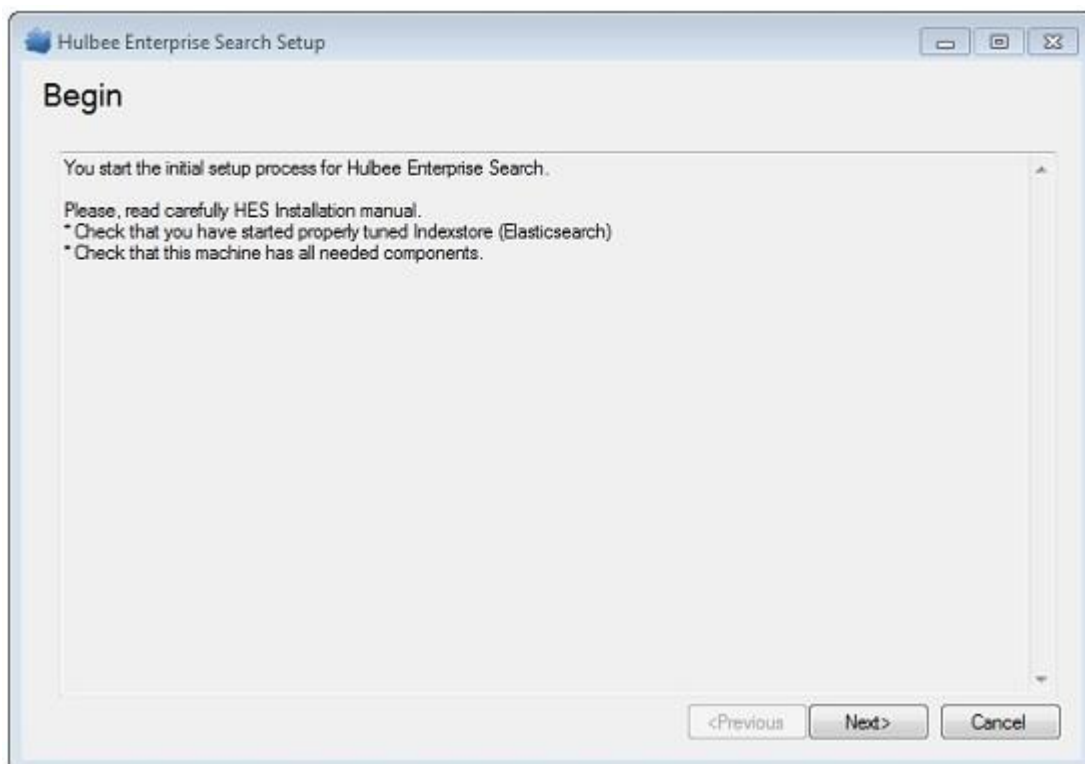 Hulbee Enterprise Search Setup
Begin
You start the initial setup process for Hulbee Enterprise Search.
Please, read carefully HES Installation manual.
* Check that you have started properly tuned Indexstore (Elasticsearch)
* Check that this machine has all needed components.
<Previous Next> Cancel